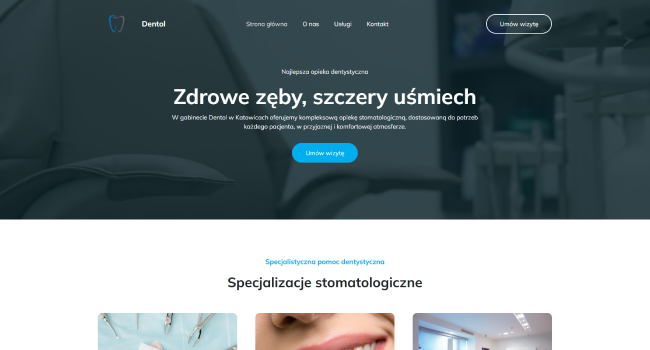 Dentol
Strona główna
O nas
Usługi
Kontakt
Umów wizytę
Najlepsza opieka dentystyczna
Zdrowe zęby, szczery uśmiech
W gabinecie Dentol w Katowicach oferujemy kompleksową opiekę stomatologiczną, dostosowaną do potrzeb
każdego pacjenta, w przyjaznej i komfortowej atmosferze.
Umów wizytę
Specjalistyczna pomoc dentystyczna
Specjalizacje stomatologiczne